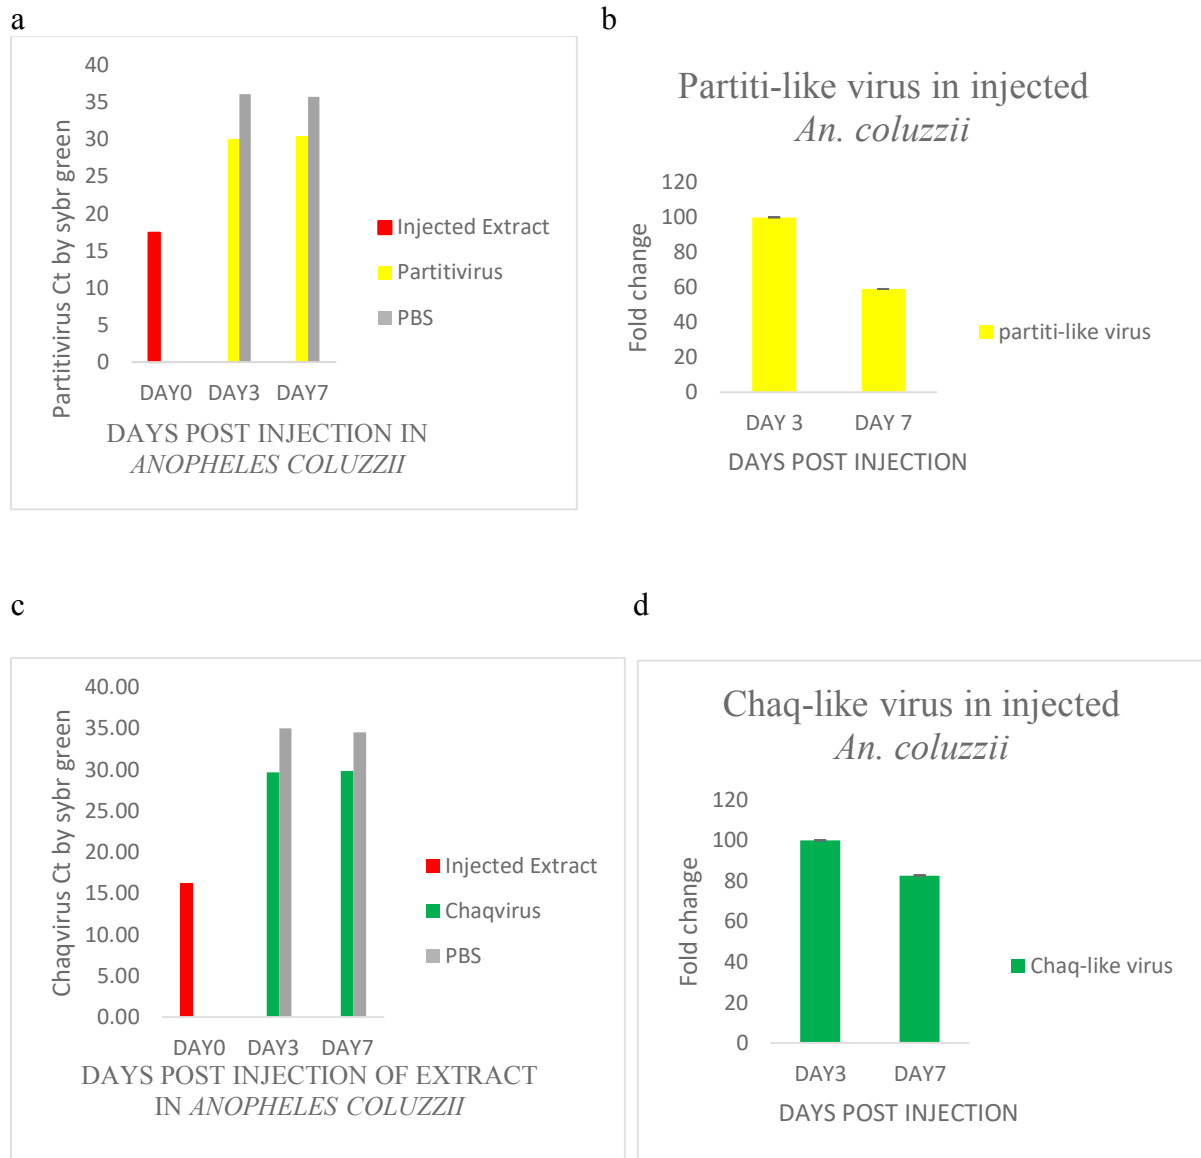 a
40
35
30
25
20
15
10
5
0
Partitivirus Ct by sybr green
DAY0 DAY3 DAY7
DAYS POST INJECTION IN
ANOPHELES COLUZZII
Injected Extract
Partitivirus
PBS
b
Partiti-like virus in injected
An. coluzzii
120
100
80
60
40
20
0
Fold change
DAY 3 DAY 7
DAYS POST INJECTION
partiti-like virus
c
40.00
35.00
30.00
25.00
20.00
15.00
10.00
5.00
0.00
Chaqvirus Ct by sybr green
DAY0 DAY3 DAY7
DAYS POST INJECTION OF EXTRACT
IN ANOPHELES COLUZZII
Injected Extract
Chaqvirus
PBS
d
Chaq-like virus in injected
An. coluzzii
120
100
80
60
40
20
0
Fold change
DAY3 DAY7
DAYS POST INJECTION
Chaq-like virus